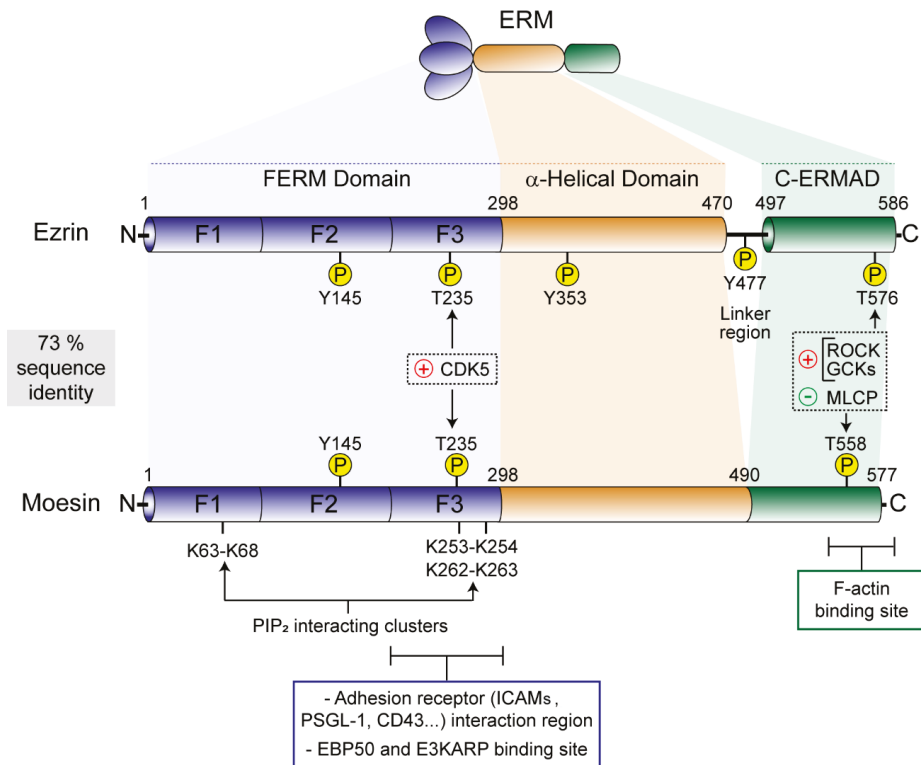 ERM
FERM Domain
α-Helical Domain
C-ERMAD
1
298
470
497
586
Ezrin
N
F1
F2
F3
C
P
P
P
P
P
Y145
T235
Y353
Y477
T576
Linker
region
73 %
sequence
identity
+ CDK5
+ ROCK
GCKs
- MLCP
Y145
T235
T558
P
P
P
1
298
490
577
Moesin
N
F1
F2
F3
C
K63-K68
K253-K254
K262-K263
PIP₂ interacting clusters
F-actin
binding site
- Adhesion receptor (ICAMs ,
PSGL-1, CD43...) interaction region
- EBP50 and E3KARP binding site